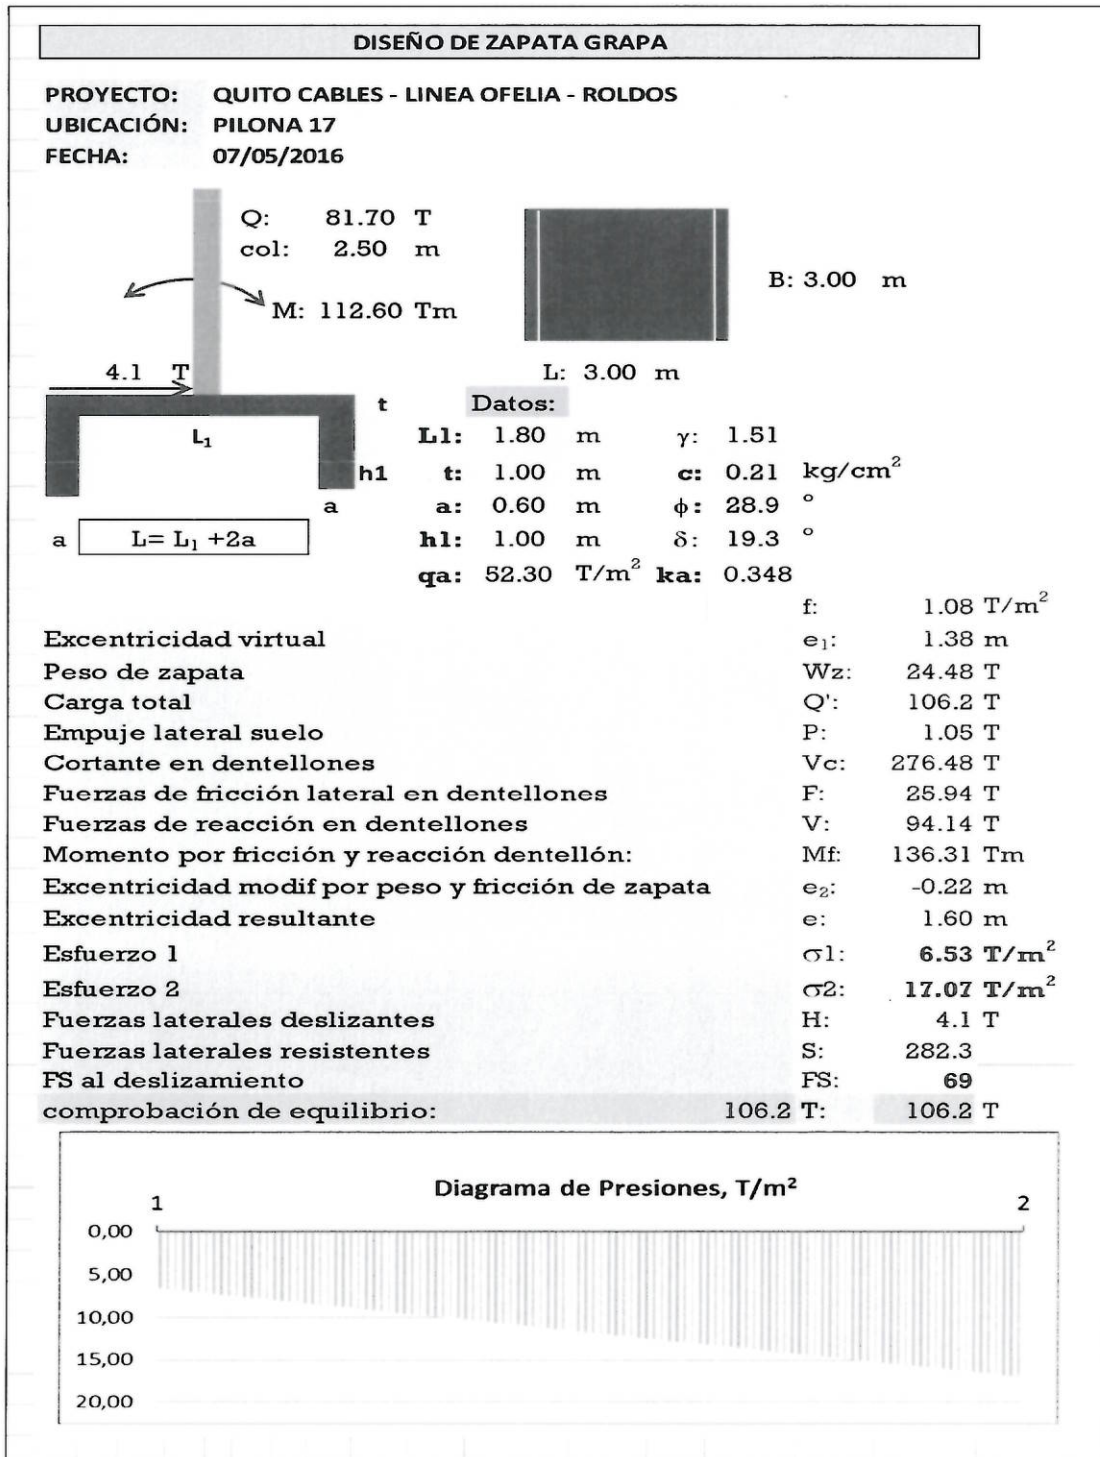 DISEÑO DE ZAPATA GRAPA
PROYECTO: QUITO CABLES - LINEA OFELIA - ROLDOS
UBICACIÓN: PILONA 17
FECHA: 07/05/2016
Q: 81.70 T
col: 2.50 m
M: 112.60 Tm
B: 3.00 m
4.1 T
L: 3.00 m
t
Datos:
L₁
L1: 1.80 m γ: 1.51
h1
t: 1.00 m c: 0.21 kg/cm²
a
a: 0.60 m ϕ: 28.9 °
a
L= L₁ +2a
h1: 1.00 m δ: 19.3 °
qa: 52.30 T/m² ka: 0.348
f: 1.08 T/m²
Excentricidad virtual e₁: 1.38 m
Peso de zapata Wz: 24.48 T
Carga total Q': 106.2 T
Empuje lateral suelo P: 1.05 T
Cortante en dentellones Vc: 276.48 T
Fuerzas de fricción lateral en dentellones F: 25.94 T
Fuerzas de reacción en dentellones V: 94.14 T
Momento por fricción y reacción dentellón: Mf: 136.31 Tm
Excentricidad modif por peso y fricción de zapata e₂: -0.22 m
Excentricidad resultante e: 1.60 m
Esfuerzo 1 σ1: 6.53 T/m²
Esfuerzo 2 σ2: 17.07 T/m²
Fuerzas laterales deslizantes H: 4.1 T
Fuerzas laterales resistentes S: 282.3
FS al deslizamiento FS: 69
comprobación de equilibrio: 106.2 T: 106.2 T
Diagrama de Presiones, T/m²
1 2
0,00
5,00
10,00
15,00
20,00